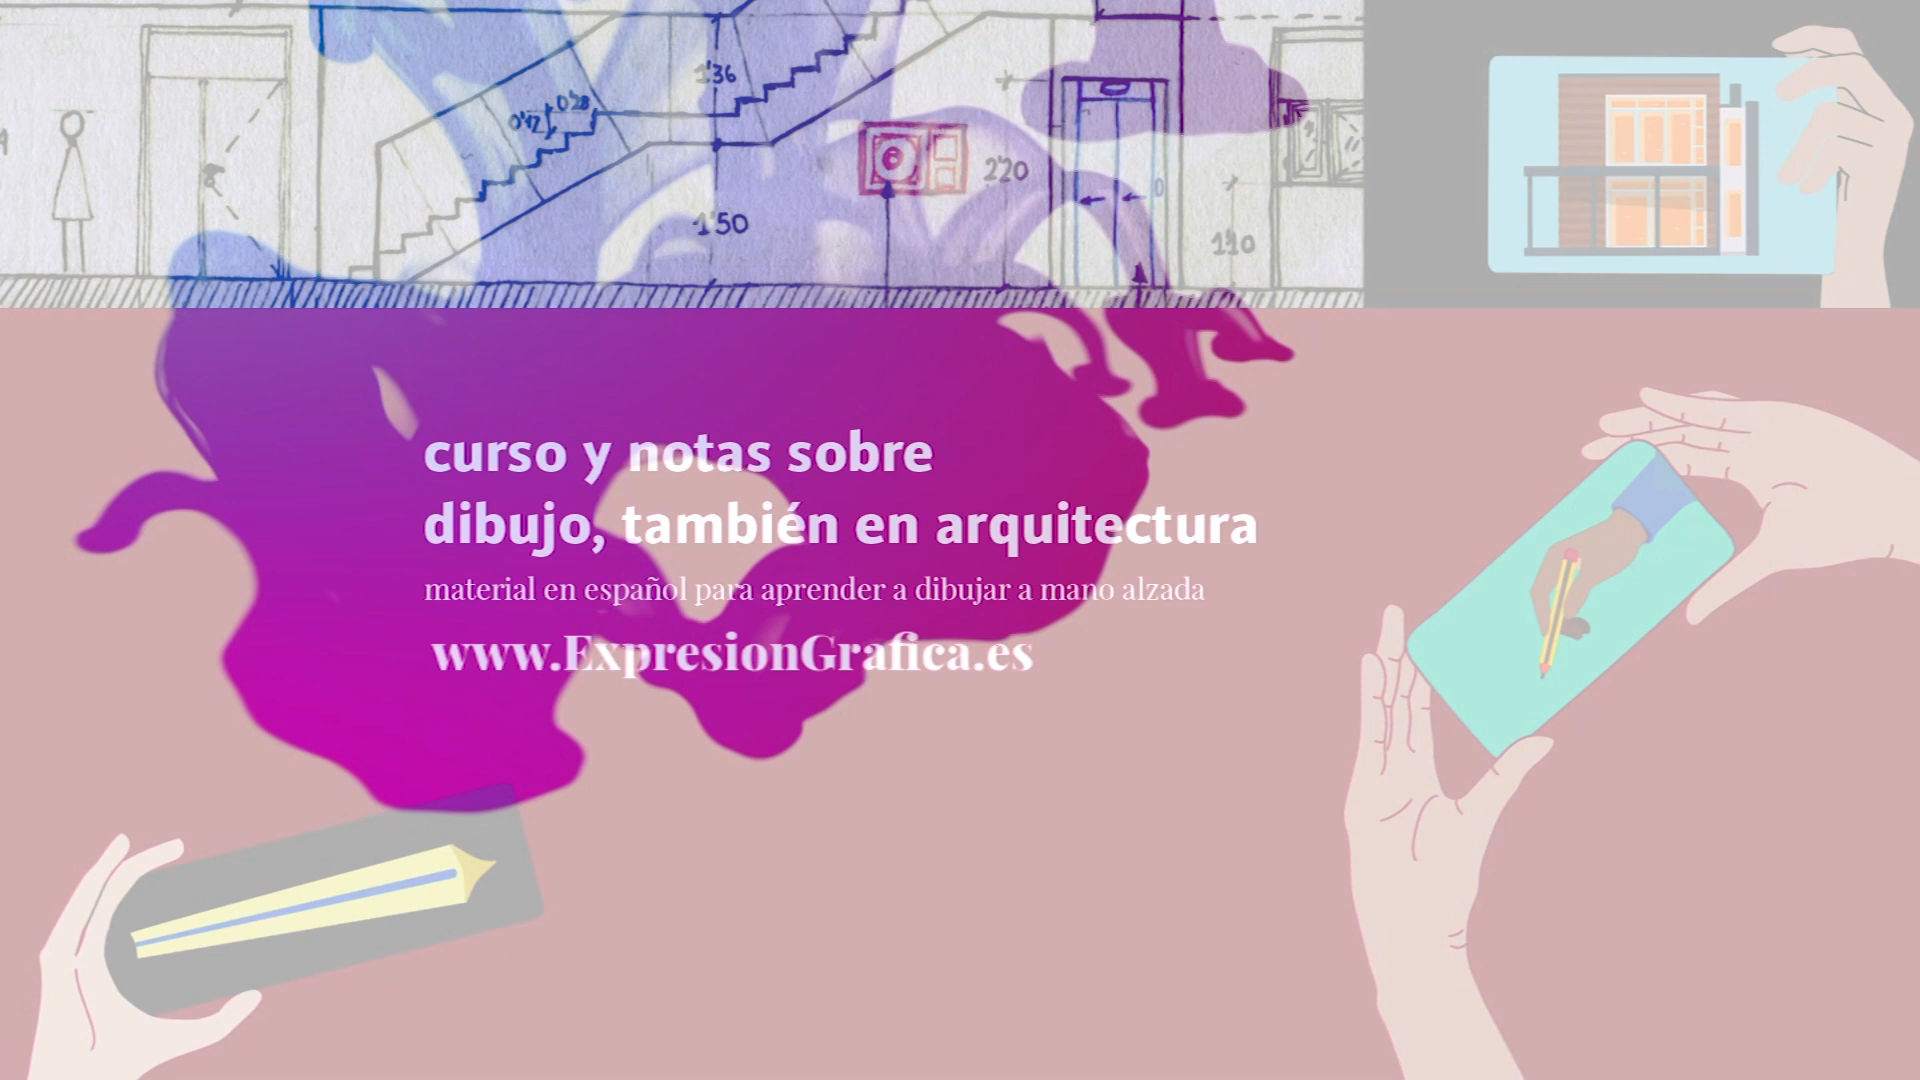 1'36
0'28
0'42
220
1'50
110
curso y notas sobre
dibujo, también en arquitectura
material en español para aprender a dibujar a mano alzada
www.ExpresionGrafica.es